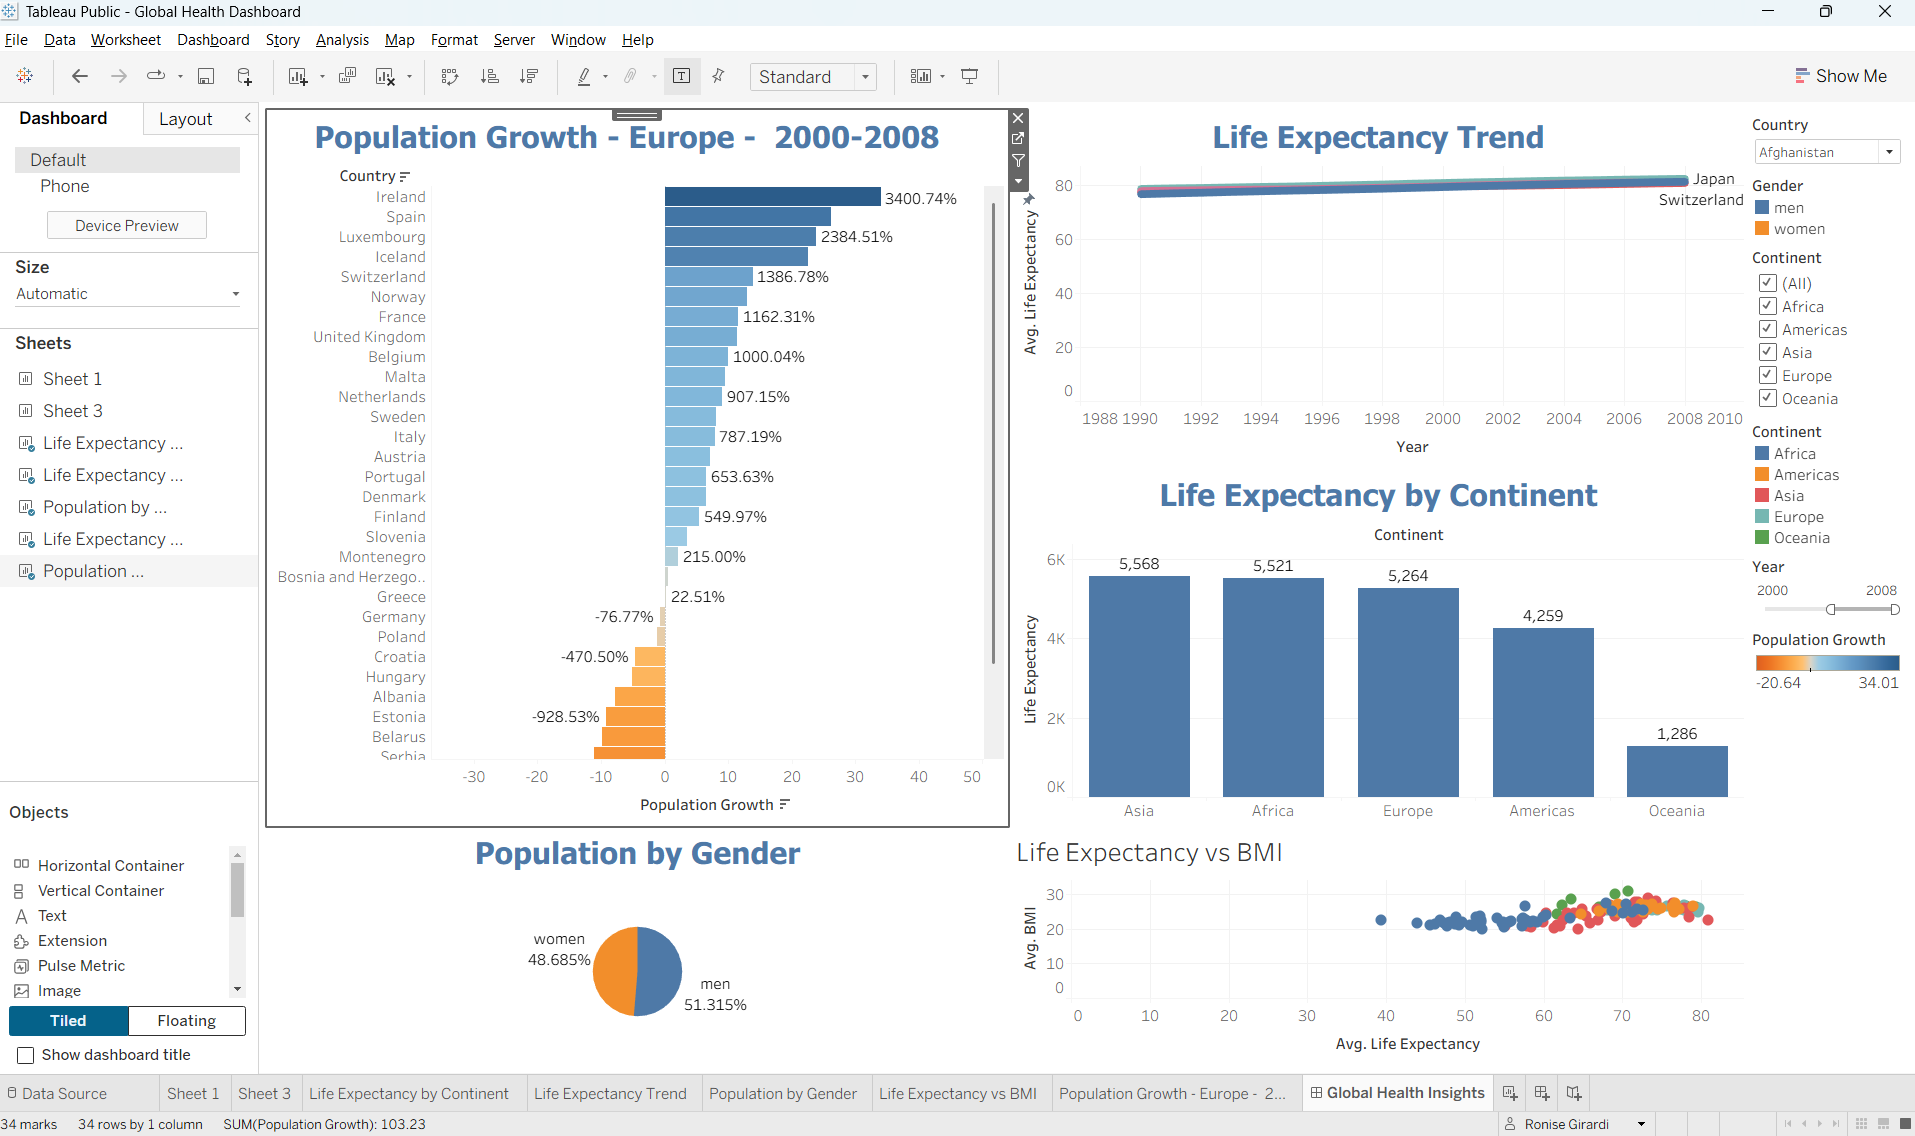 Tableau Public - Global Health Dashboard
File Data Worksheet Dashboard Story Analysis Map Format Server Window Help
Standard
Show Me
Dashboard
Layout
Default
Phone
Device Preview
Size
Automatic
Sheets
Sheet 1
Sheet 3
Life Expectancy ...
Life Expectancy ...
Population by ...
Life Expectancy ...
Population ...
Objects
Horizontal Container
Vertical Container
Text
Extension
Pulse Metric
Image
Tiled
Floating
Show dashboard title
Population Growth - Europe - 2000-2008
Country
Ireland 3400.74%
Spain
Luxembourg 2384.51%
Iceland
Switzerland 1386.78%
Norway
France 1162.31%
United Kingdom
Belgium 1000.04%
Malta
Netherlands 907.15%
Sweden
Italy 787.19%
Austria
Portugal 653.63%
Denmark
Finland 549.97%
Slovenia
Montenegro 215.00%
Bosnia and Herzego..
Greece 22.51%
Germany -76.77%
Poland
Croatia -470.50%
Hungary
Albania
Estonia -928.53%
Belarus
Serbia
-30 -20 -10 0 10 20 30 40 50
Population Growth
Life Expectancy Trend
Avg. Life Expectancy
80
60
40
20
0
Japan
Switzerland
1988 1990 1992 1994 1996 1998 2000 2002 2004 2006 2008 2010
Year
Life Expectancy by Continent
Continent
Life Expectancy
6K
4K
2K
0K
5,568
5,521
5,264
4,259
1,286
Asia Africa Europe Americas Oceania
Population by Gender
women
48.685%
men
51.315%
Life Expectancy vs BMI
Avg. BMI
30
20
10
0
0 10 20 30 40 50 60 70 80
Avg. Life Expectancy
Country
Afghanistan
Gender
men
women
Continent
(All)
Africa
Americas
Asia
Europe
Oceania
Continent
Africa
Americas
Asia
Europe
Oceania
Year
2000 2008
Population Growth
-20.64 34.01
Data Source
Sheet 1
Sheet 3
Life Expectancy by Continent
Life Expectancy Trend
Population by Gender
Life Expectancy vs BMI
Population Growth - Europe - 2...
Global Health Insights
34 marks 34 rows by 1 column SUM(Population Growth): 103.23
Ronise Girardi